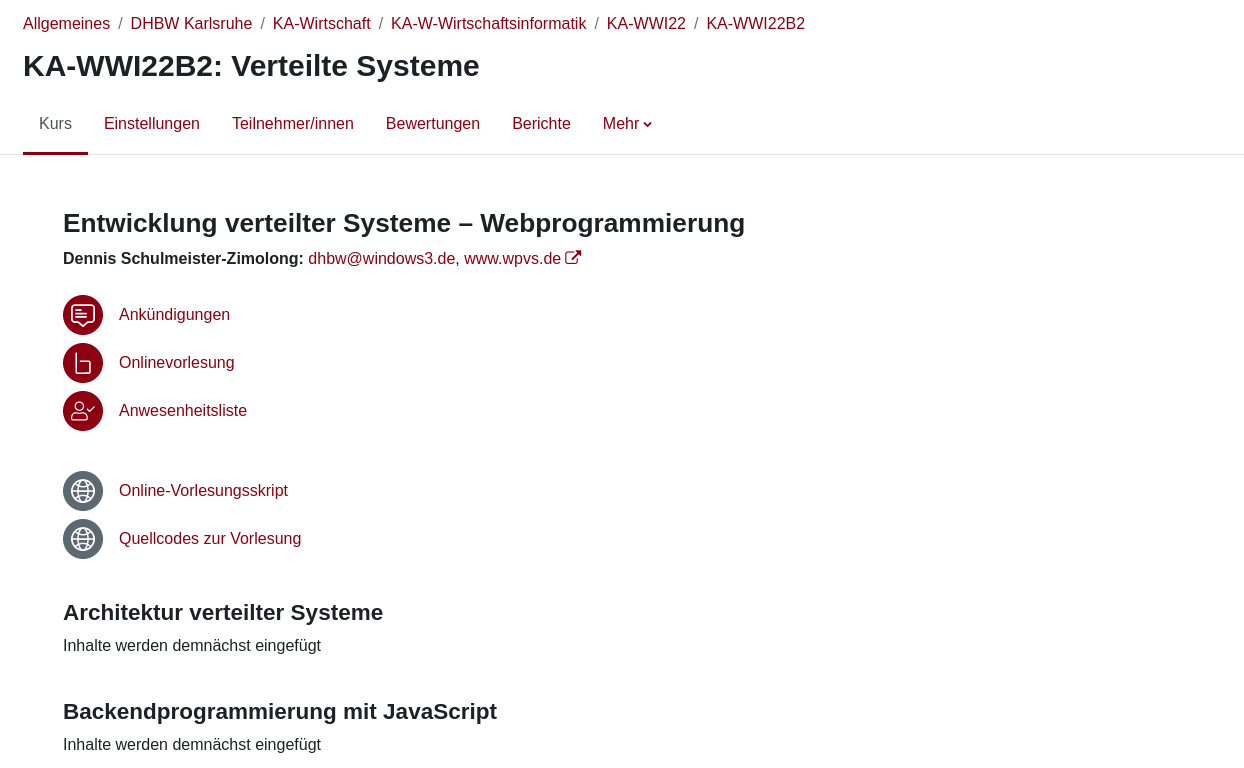 Allgemeines / DHBW Karlsruhe / KA-Wirtschaft / KA-W-Wirtschaftsinformatik / KA-WWI22 / KA-WWI22B2
KA-WWI22B2: Verteilte Systeme
Kurs Einstellungen Teilnehmer/innen Bewertungen Berichte Mehr
Entwicklung verteilter Systeme – Webprogrammierung
Dennis Schulmeister-Zimolong: dhbw@windows3.de, www.wpvs.de
Ankündigungen
Onlinevorlesung
Anwesenheitsliste
Online-Vorlesungsskript
Quellcodes zur Vorlesung
Architektur verteilter Systeme
Inhalte werden demnächst eingefügt
Backendprogrammierung mit JavaScript
Inhalte werden demnächst eingefügt